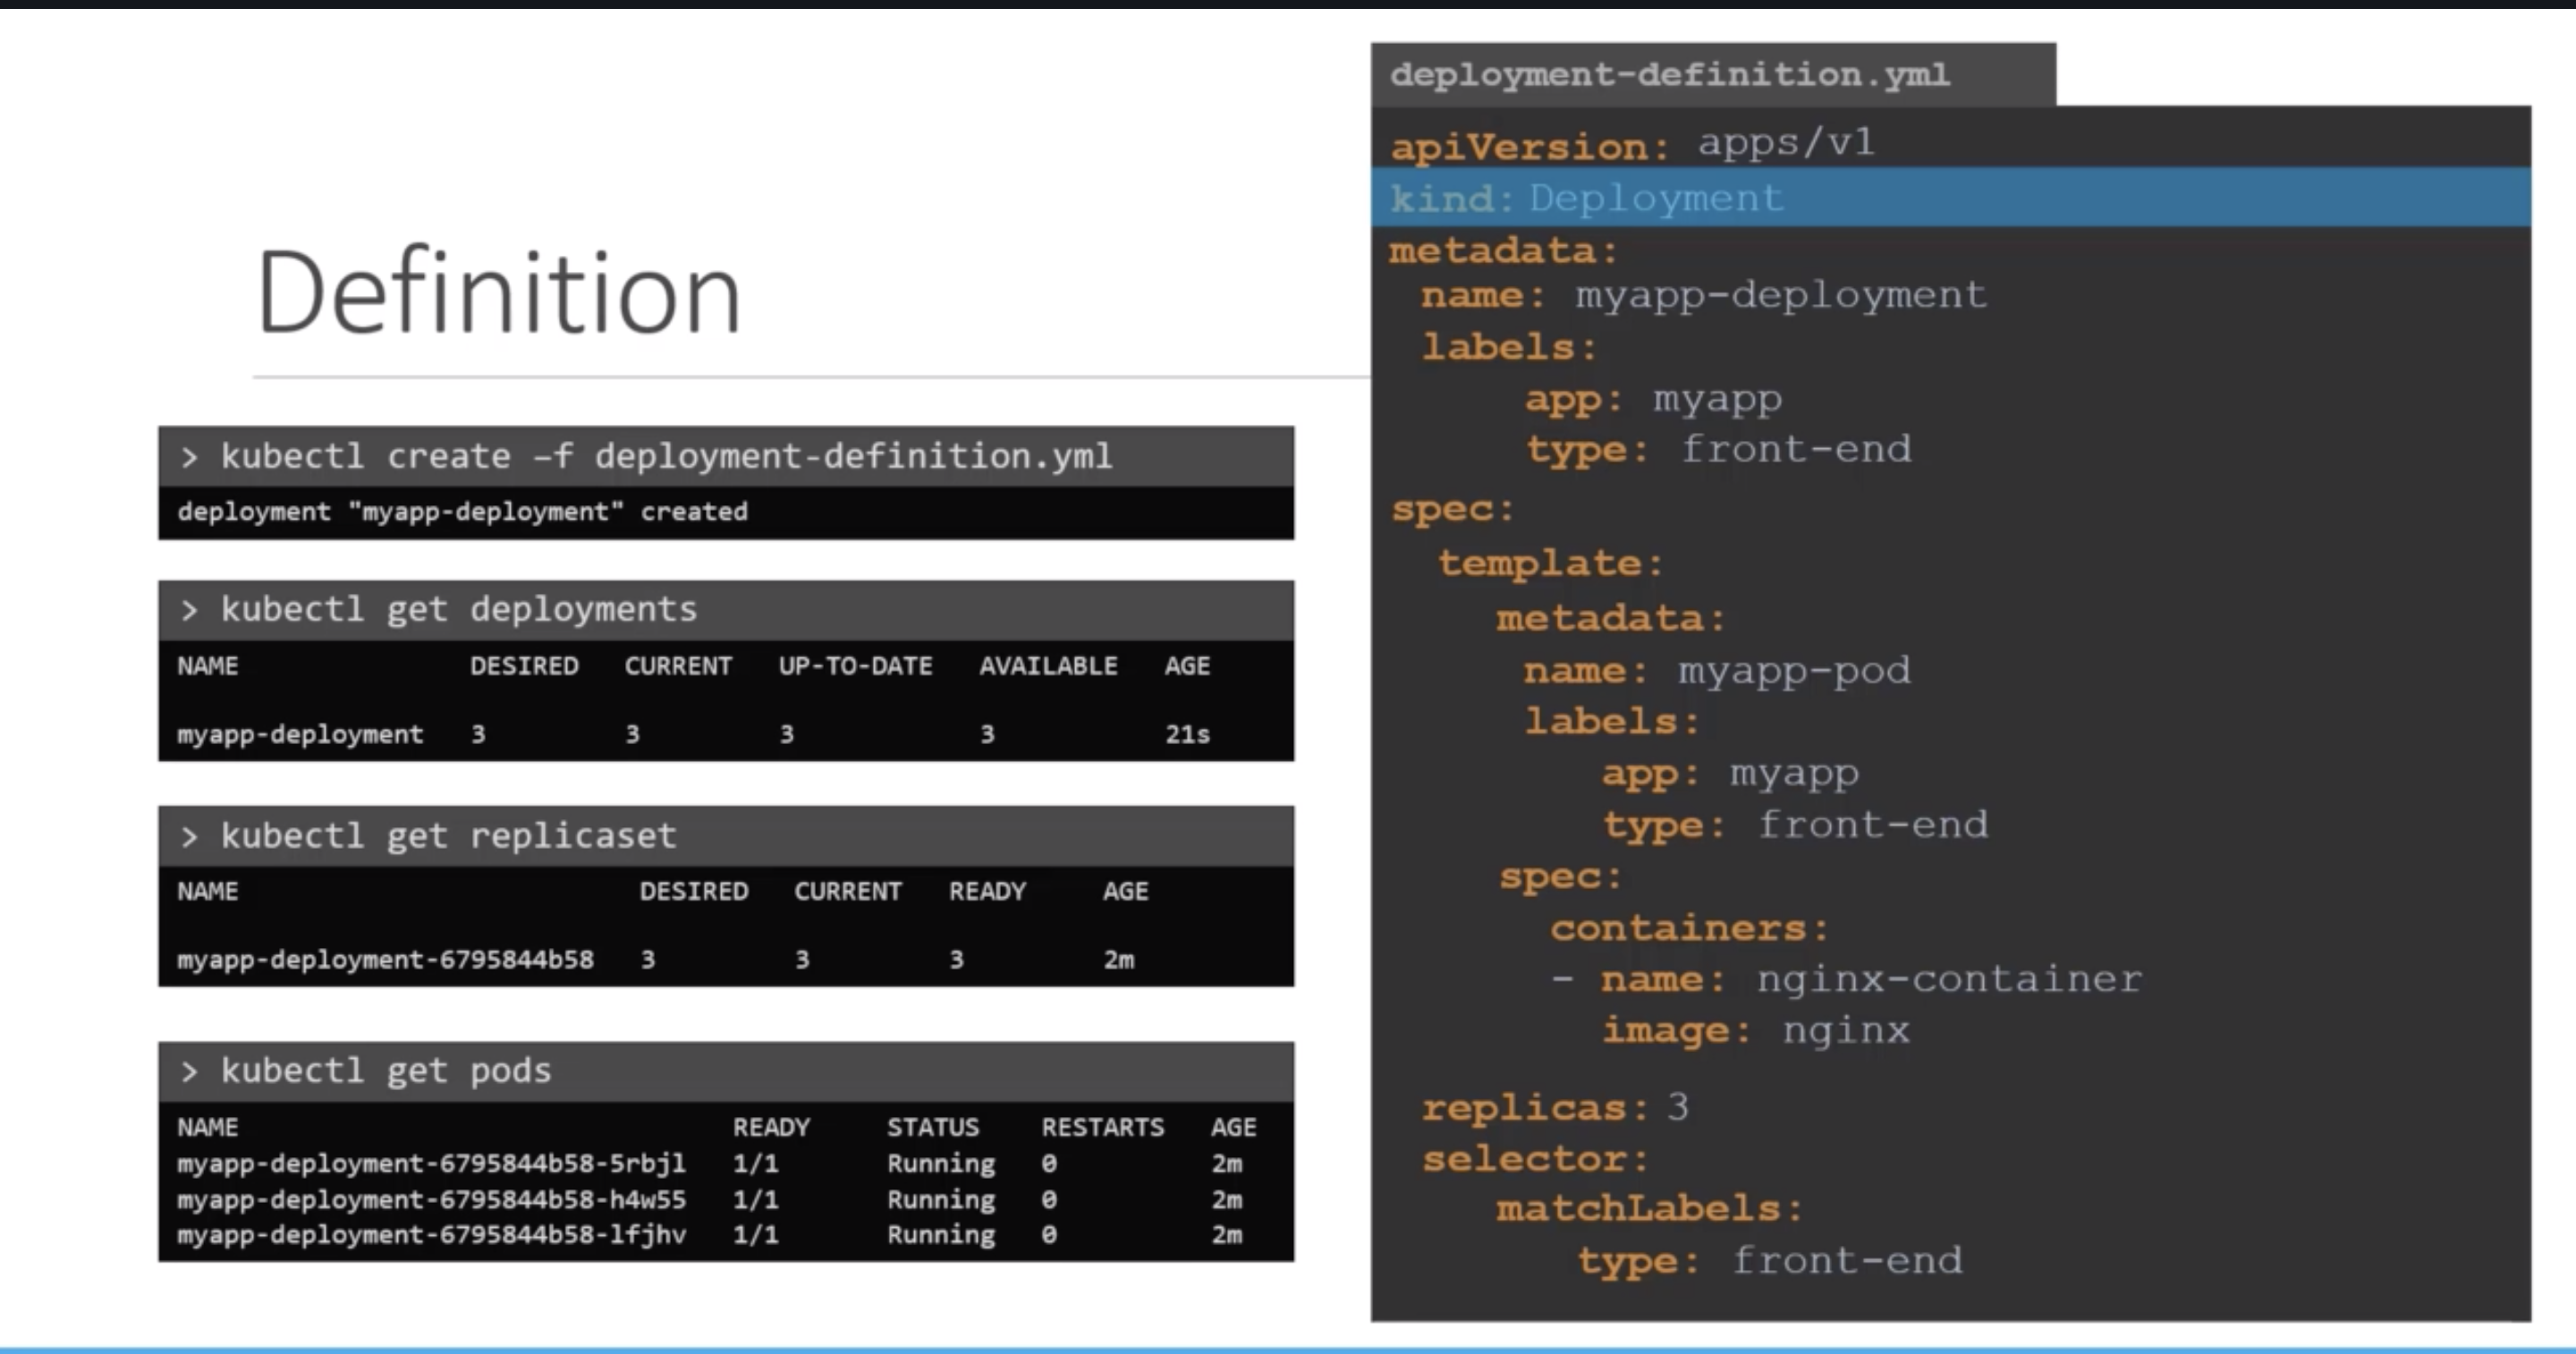 Definition
> kubectl create –f deployment-definition.yml
deployment "myapp-deployment" created
> kubectl get deployments
NAME DESIRED CURRENT UP-TO-DATE AVAILABLE AGE
myapp-deployment 3 3 3 3 21s
> kubectl get replicaset
NAME DESIRED CURRENT READY AGE
myapp-deployment-6795844b58 3 3 3 2m
> kubectl get pods
NAME READY STATUS RESTARTS AGE
myapp-deployment-6795844b58-5rbjl 1/1 Running 0 2m
myapp-deployment-6795844b58-h4w55 1/1 Running 0 2m
myapp-deployment-6795844b58-lfjhv 1/1 Running 0 2m
deployment-definition.yml
apiVersion: apps/v1
kind: Deployment
metadata:
name: myapp-deployment
labels:
app: myapp
type: front-end
spec:
template:
metadata:
name: myapp-pod
labels:
app: myapp
type: front-end
spec:
containers:
- name: nginx-container
image: nginx
replicas: 3
selector:
matchLabels:
type: front-end